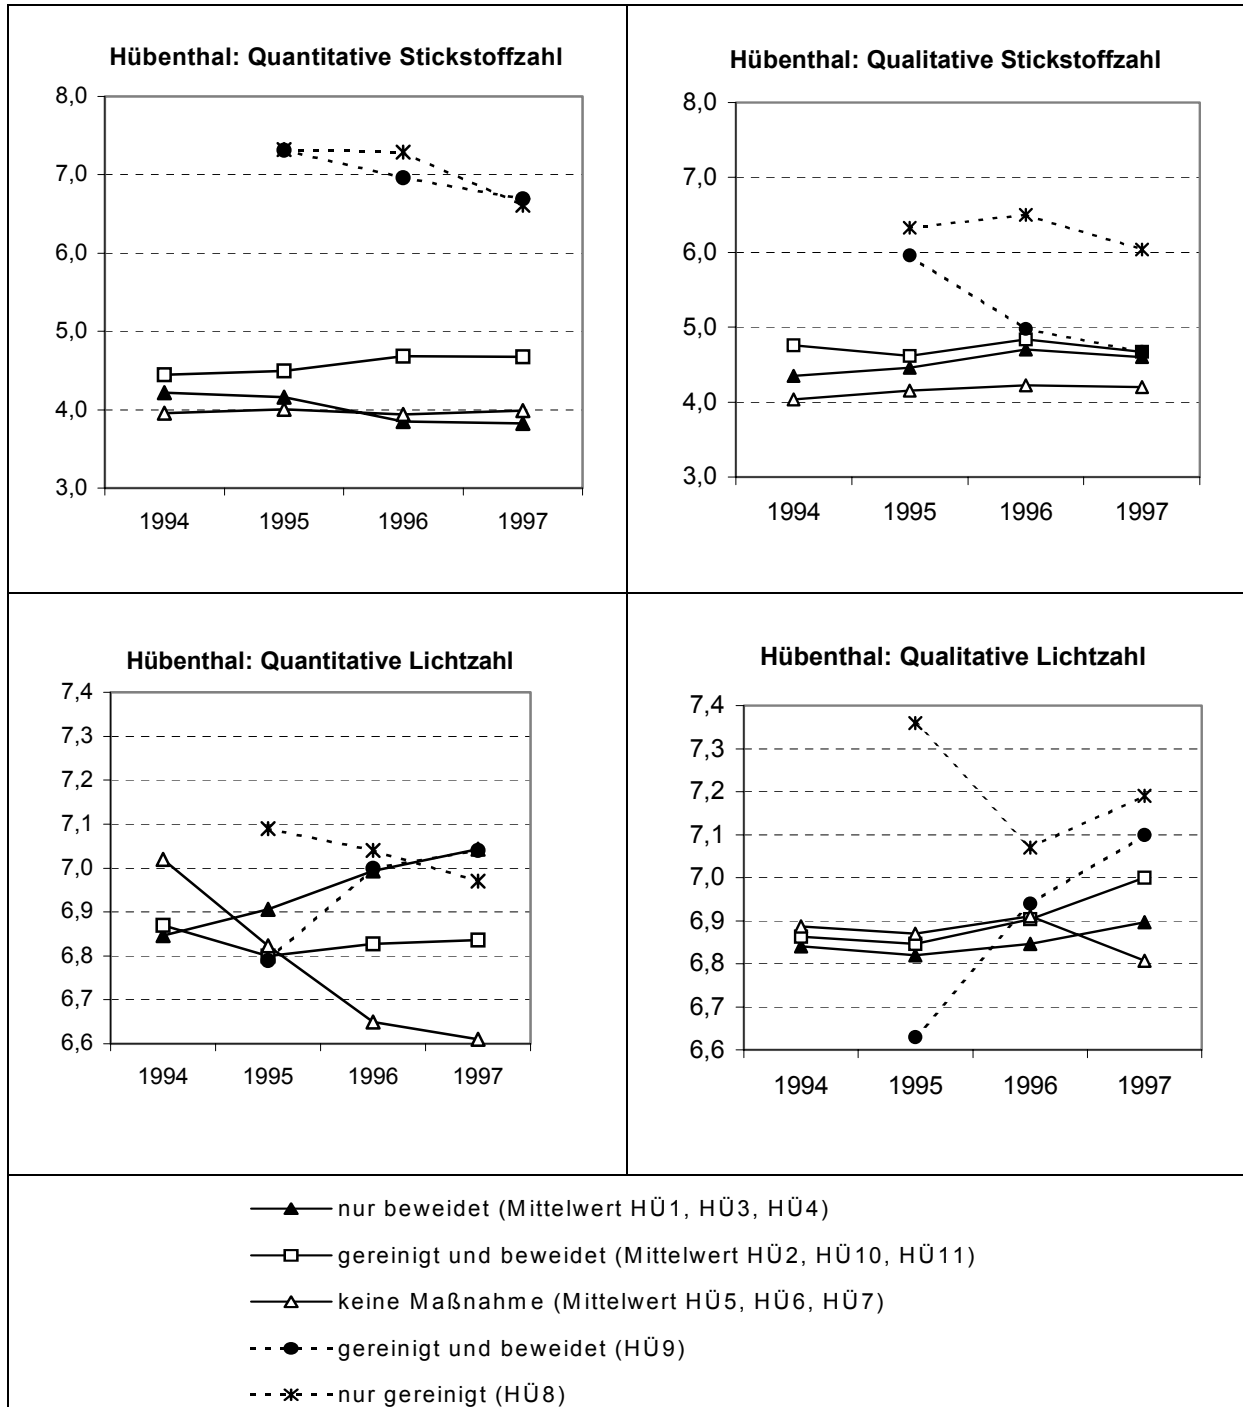 Hübenthal: Quantitative Stickstoffzahl
8,0
7,0
6,0
5,0
4,0
3,0
1994 1995 1996 1997
Hübenthal: Qualitative Stickstoffzahl
8,0
7,0
6,0
5,0
4,0
3,0
1994 1995 1996 1997
Hübenthal: Quantitative Lichtzahl
7,4
7,3
7,2
7,1
7,0
6,9
6,8
6,7
6,6
1994 1995 1996 1997
Hübenthal: Qualitative Lichtzahl
7,4
7,3
7,2
7,1
7,0
6,9
6,8
6,7
6,6
1994 1995 1996 1997
nur beweidet (Mittelwert HÜ1, HÜ3, HÜ4)
gereinigt und beweidet (Mittelwert HÜ2, HÜ10, HÜ11)
keine Maßnahme (Mittelwert HÜ5, HÜ6, HÜ7)
gereinigt und beweidet (HÜ9)
nur gereinigt (HÜ8)